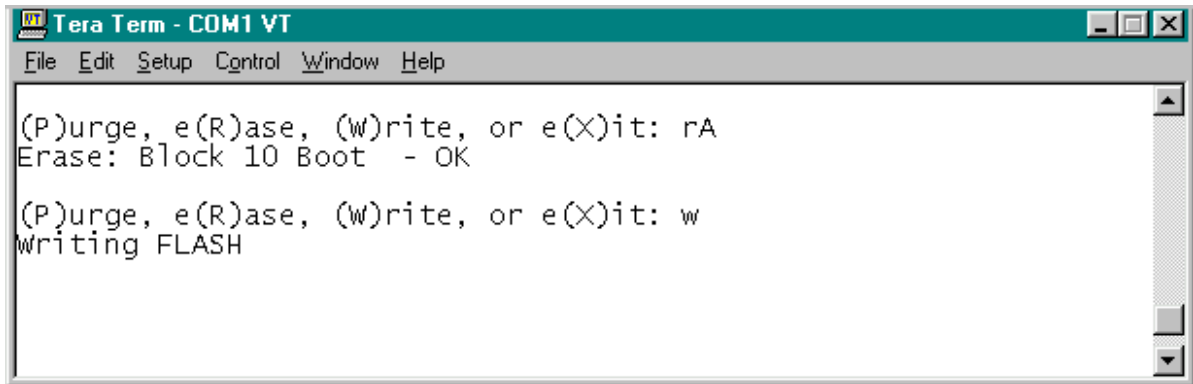 Tera Term - COM1 VT
File Edit Setup Control Window Help
(P)urge, e(R)ase, (W)rite, or e(X)it: rA
Erase: Block 10 Boot  - OK
(P)urge, e(R)ase, (W)rite, or e(X)it: w
Writing FLASH